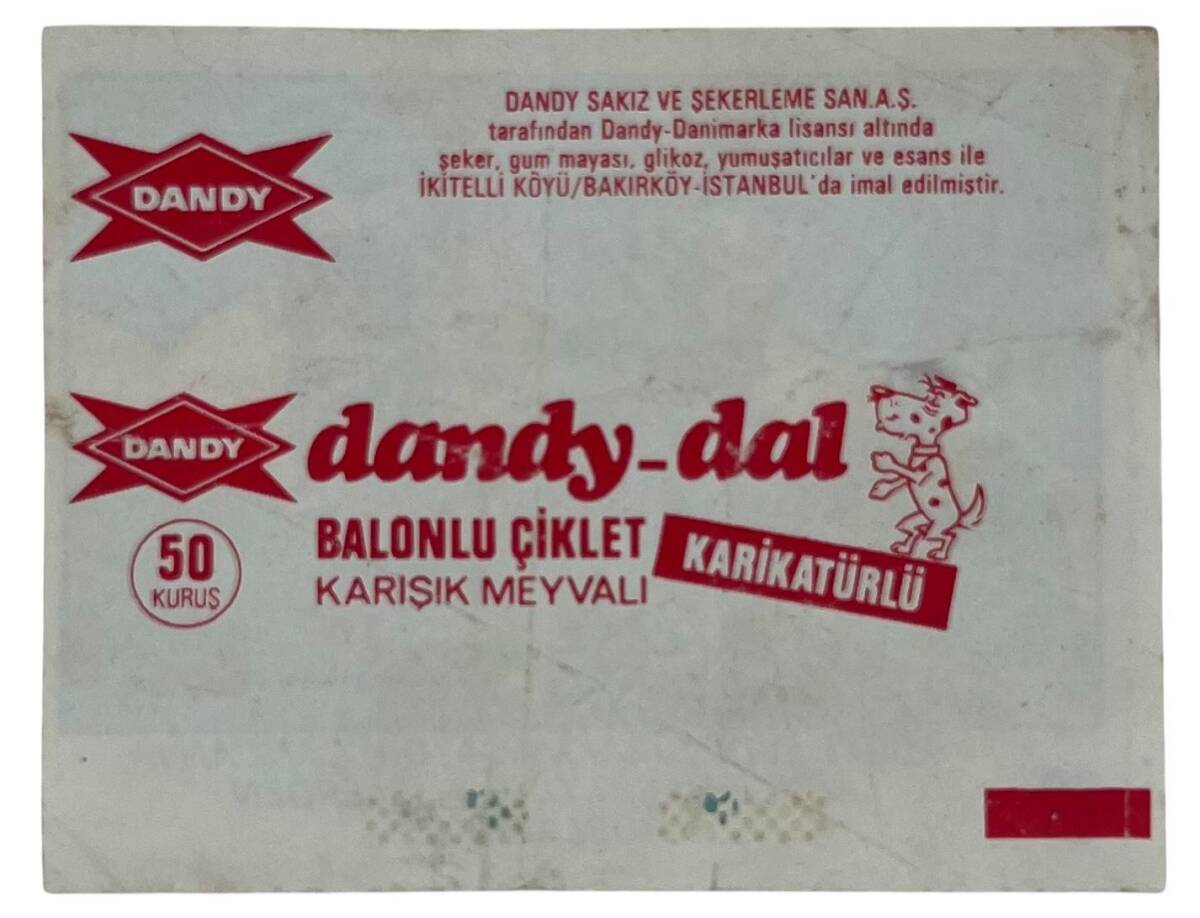 DANDY
DANDY SAKIZ VE ŞEKERLEME SAN.A.Ş.
tarafından Dandy-Danimarka lisansı altında
şeker, gum mayası, glikoz, yumuşatıcılar ve esans ile
İKİTELLİ KÖYÜ/BAKIRKÖY-İSTANBUL'da imal edilmiştir.
DANDY
dandy-dal
50
KURUŞ
BALONLU ÇİKLET
KARIŞIK MEYVALI
KARİKATÜRLÜ